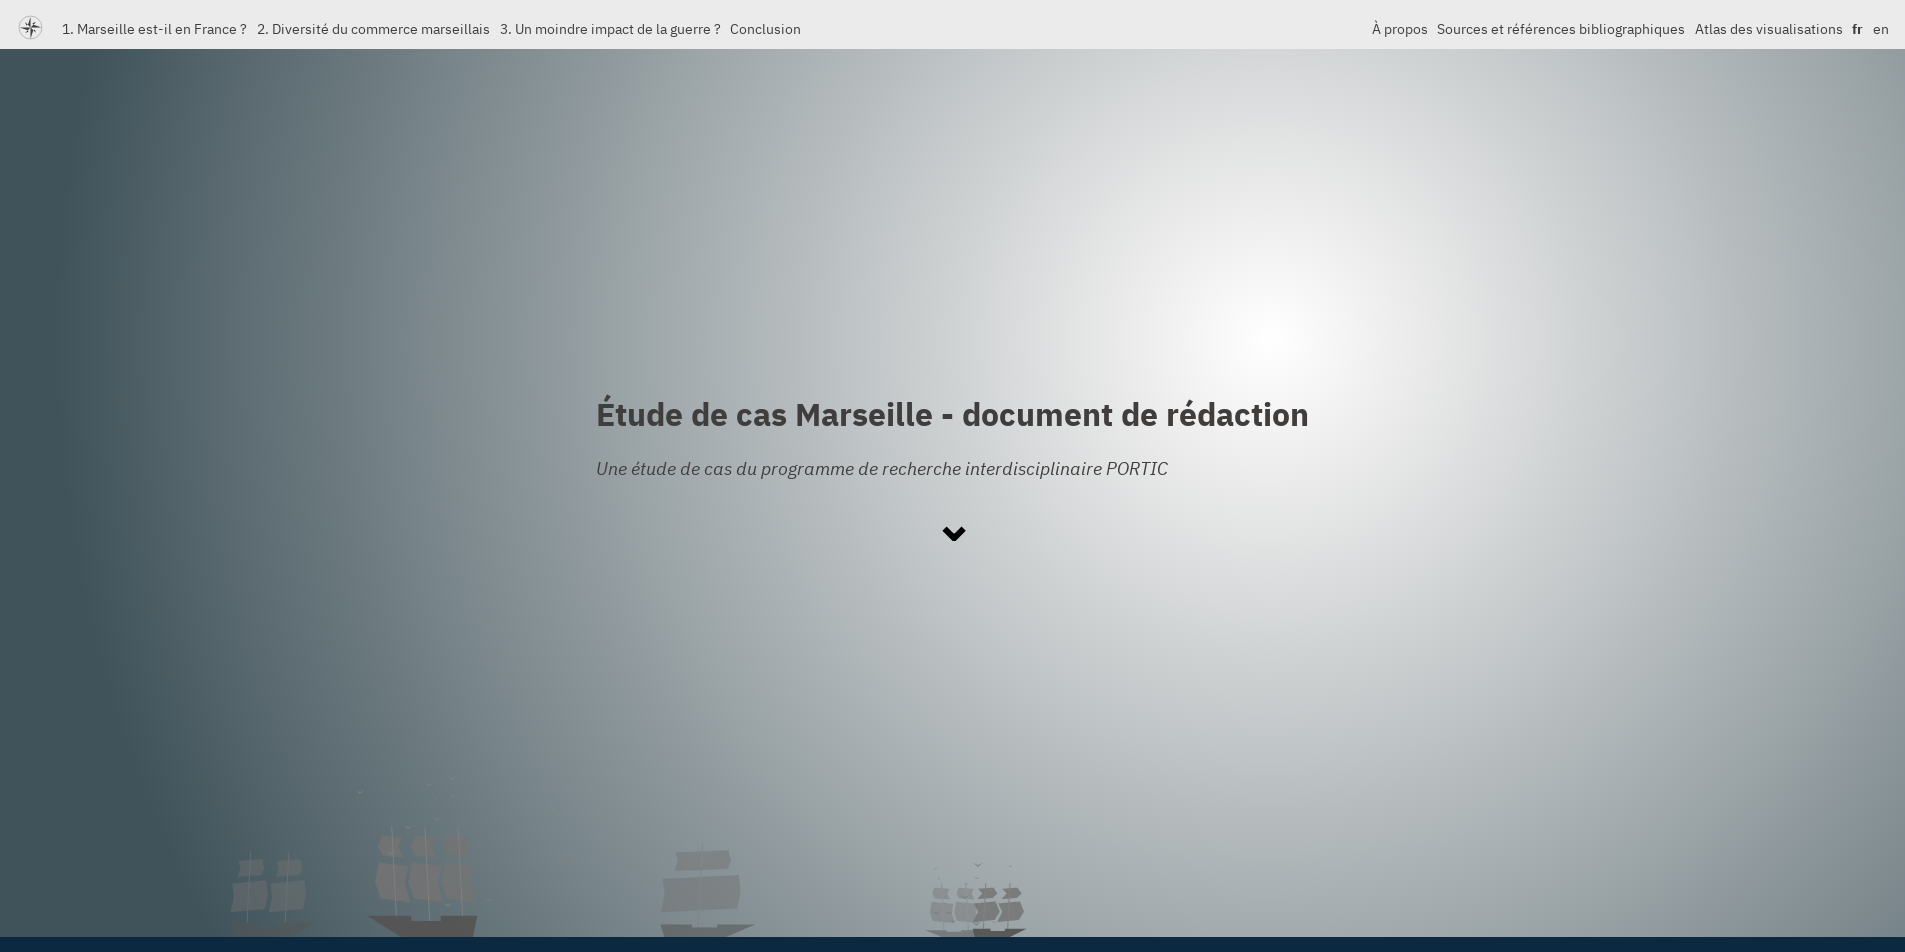 1. Marseille est-il en France ? 2. Diversité du commerce marseillais 3. Un moindre impact de la guerre ? Conclusion À propos Sources et références bibliographiques Atlas des visualisations fr en
Étude de cas Marseille - document de rédaction
Une étude de cas du programme de recherche interdisciplinaire PORTIC